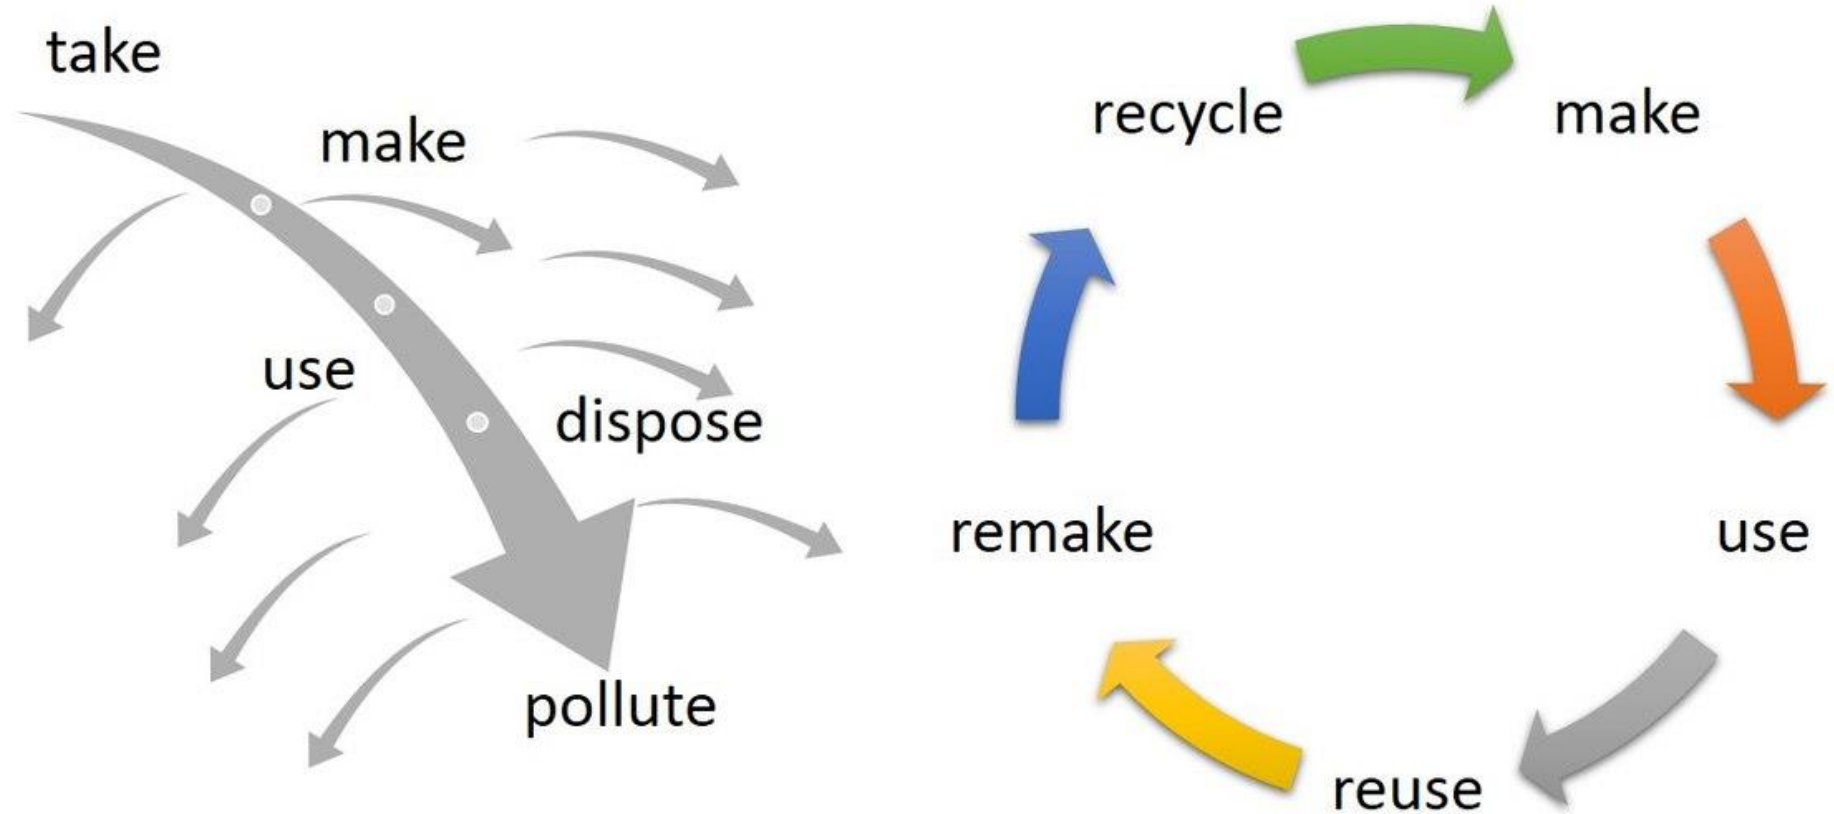 take
make
use
dispose
pollute
recycle
make
use
reuse
remake